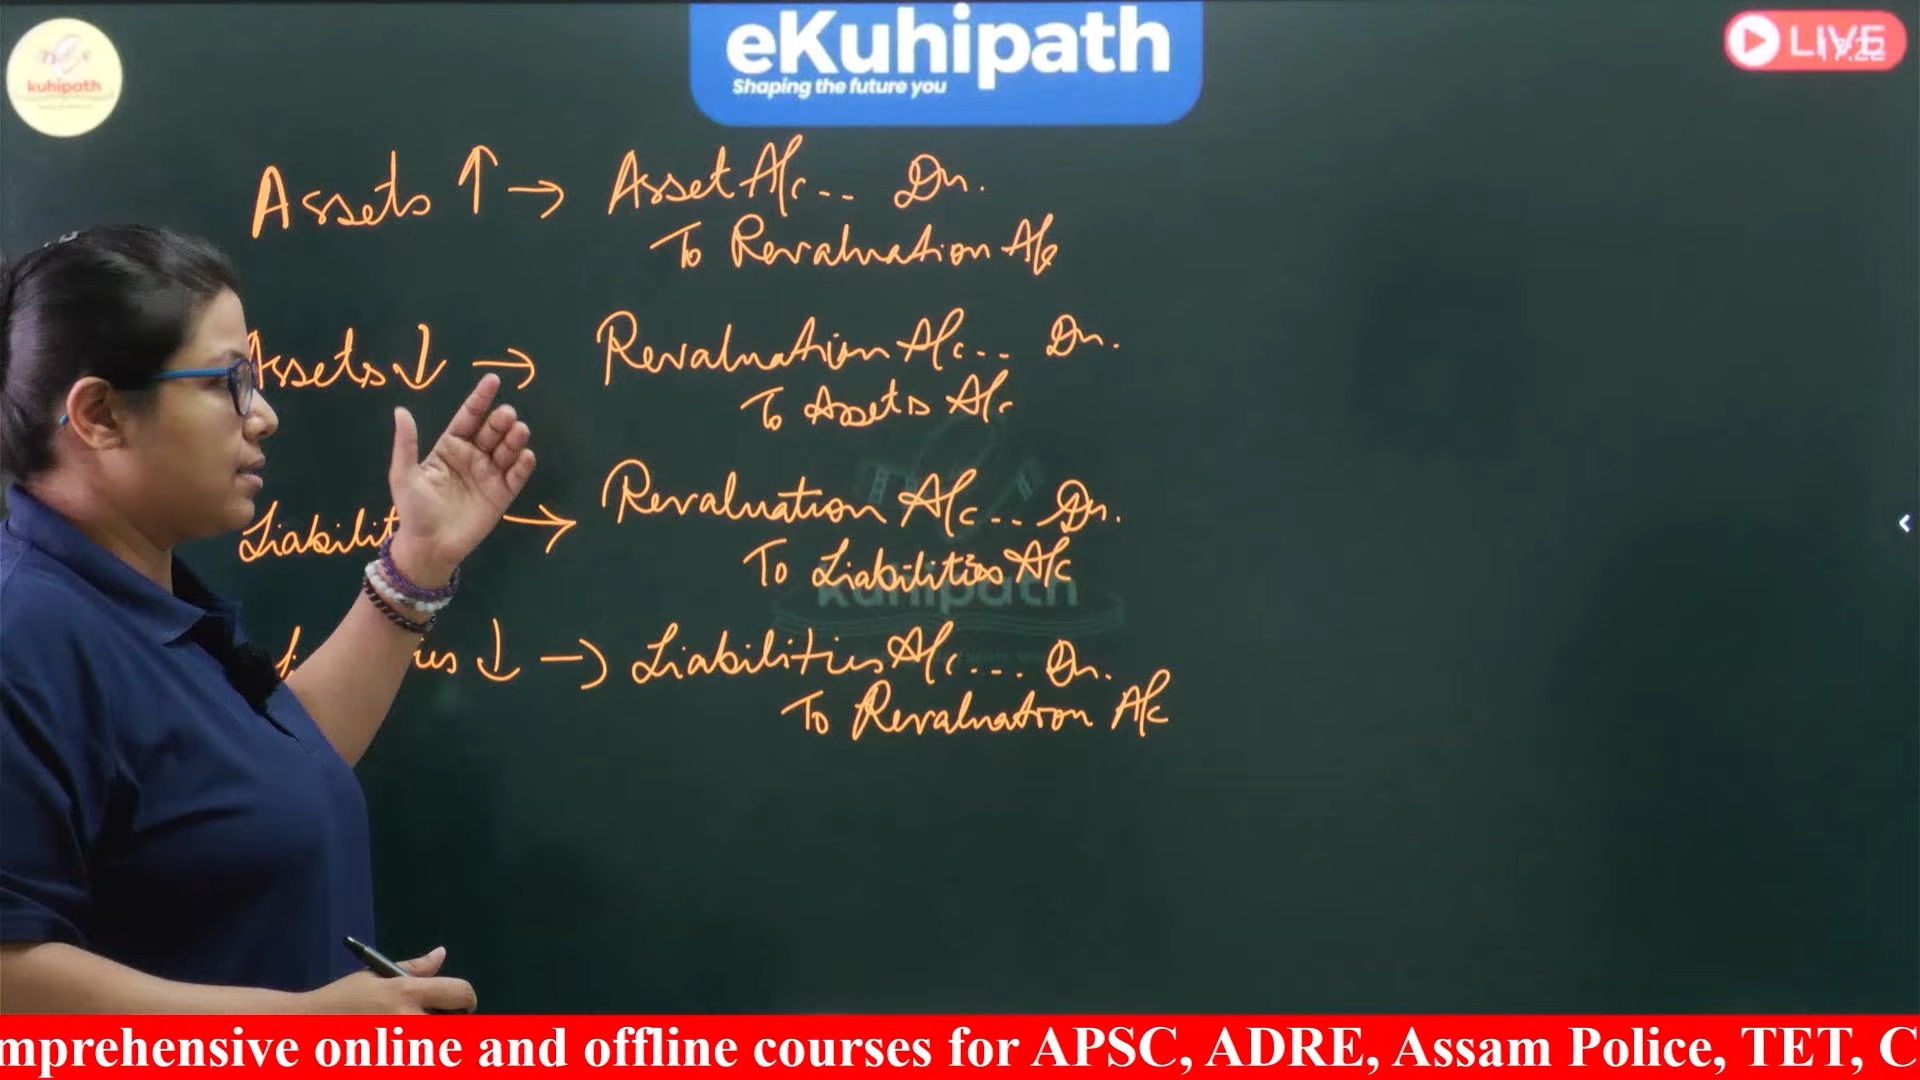 eKuhipath
Shaping the future you
kuhipath
LIVE
Assets ↑ → Asset A/c.. Dr.
To Revaluation A/c
Assets ↓ → Revaluation A/c.. Dr.
To Assets A/c
→ Revaluation A/c.. Dr.
To Liabilities A/c
kuhipath
↓ → Liabilities A/c... Dr.
To Revaluation A/c
mprehensive online and offline courses for APSC, ADRE, Assam Police, TET, C